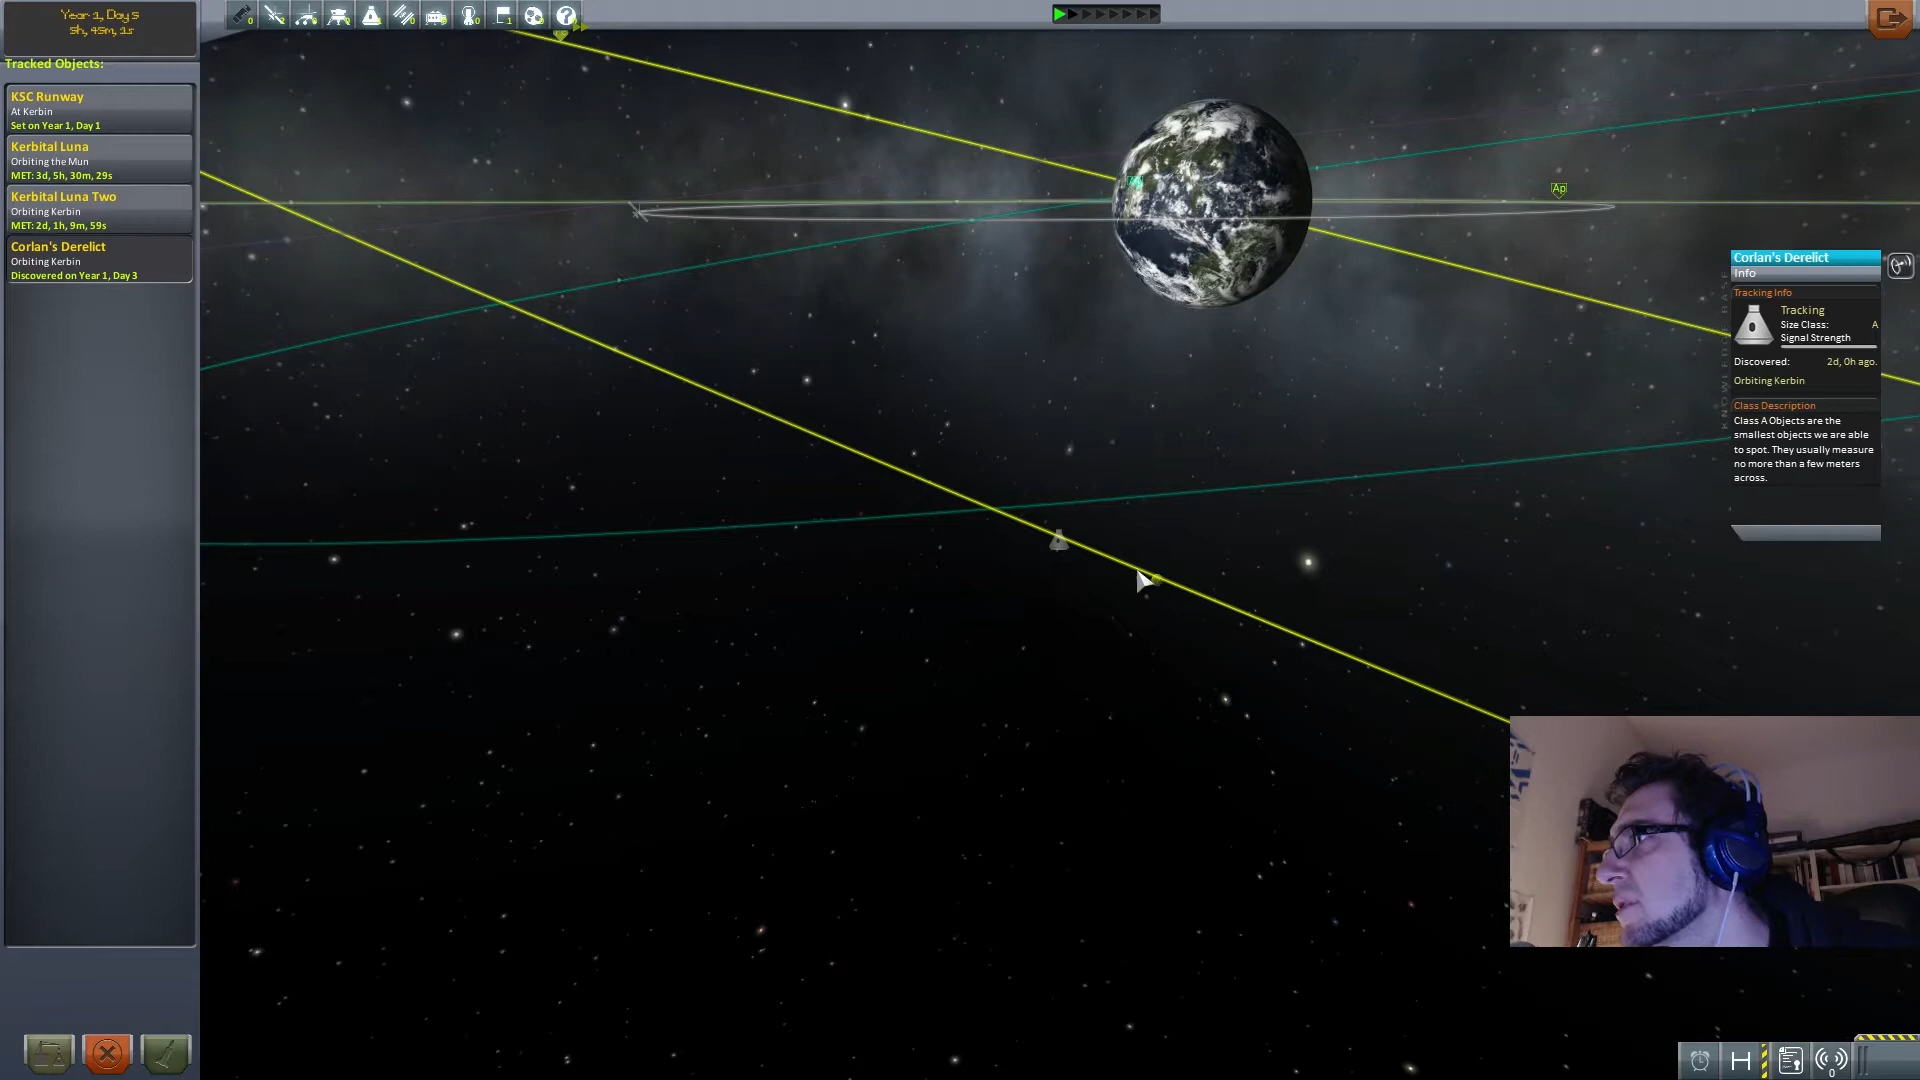 Year 1, Day 5
5h, 45m, 1s
Tracked Objects:
KSC Runway
At Kerbin
Set on Year 1, Day 1
Kerbital Luna
Orbiting the Mun
MET: 3d, 5h, 30m, 29s
Kerbital Luna Two
Orbiting Kerbin
MET: 2d, 1h, 9m, 59s
Corlan's Derelict
Orbiting Kerbin
Discovered on Year 1, Day 3
Ap
Corlan's Derelict
Info
Tracking Info
Tracking
Size Class: A
Signal Strength
Discovered: 2d, 0h ago.
Orbiting Kerbin
Class Description
Class A Objects are the
smallest objects we are able
to spot. They usually measure
no more than a few meters
across.
KNOWLEDGE BASE
0